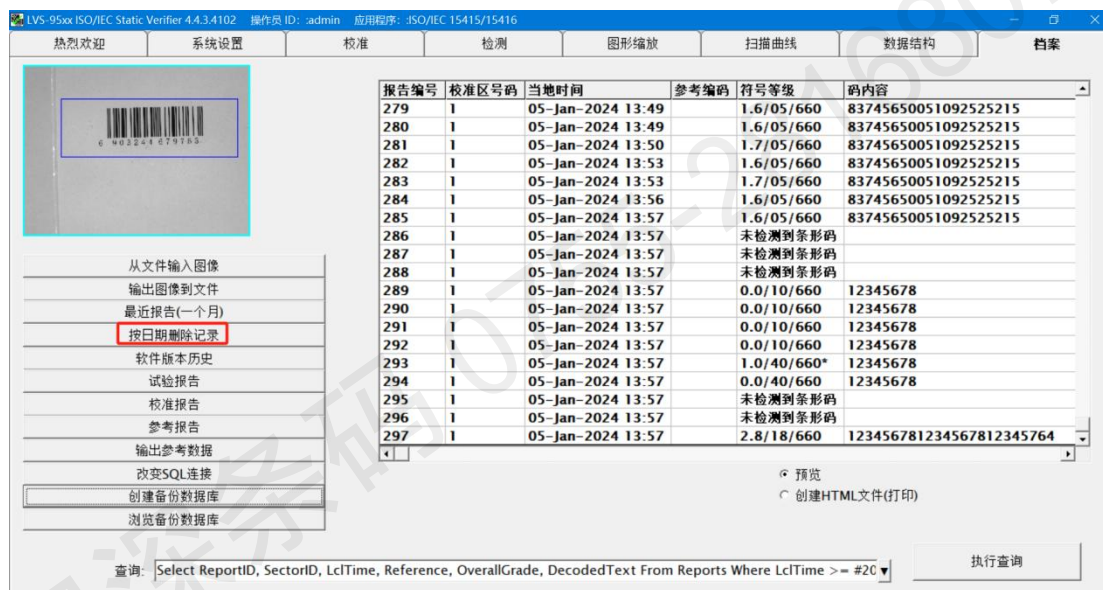 LVS-95xx ISO/IEC Static Verifier 4.4.3.4102 操作员 ID: :admin 应用程序: :ISO/IEC 15415/15416
热烈欢迎 系统设置 校准 检测 图形缩放 扫描曲线 数据结构 档案
报告编号 校准区号码 当地时间 参考编码 符号等级 码内容
279 1 05-Jan-2024 13:49 1.6/05/660 83745650051092525215
280 1 05-Jan-2024 13:49 1.6/05/660 83745650051092525215
281 1 05-Jan-2024 13:50 1.7/05/660 83745650051092525215
282 1 05-Jan-2024 13:53 1.6/05/660 83745650051092525215
283 1 05-Jan-2024 13:53 1.7/05/660 83745650051092525215
284 1 05-Jan-2024 13:56 1.6/05/660 83745650051092525215
285 1 05-Jan-2024 13:57 1.6/05/660 83745650051092525215
286 1 05-Jan-2024 13:57 未检测到条形码
287 1 05-Jan-2024 13:57 未检测到条形码
288 1 05-Jan-2024 13:57 未检测到条形码
289 1 05-Jan-2024 13:57 0.0/10/660 12345678
290 1 05-Jan-2024 13:57 0.0/10/660 12345678
291 1 05-Jan-2024 13:57 0.0/10/660 12345678
292 1 05-Jan-2024 13:57 0.0/10/660 12345678
293 1 05-Jan-2024 13:57 1.0/40/660* 12345678
294 1 05-Jan-2024 13:57 0.0/40/660 12345678
295 1 05-Jan-2024 13:57 未检测到条形码
296 1 05-Jan-2024 13:57 未检测到条形码
297 1 05-Jan-2024 13:57 2.8/18/660 123456781234567812345764
从文件输入图像
输出图像到文件
最近报告(一个月)
按日期删除记录
软件版本历史
试验报告
校准报告
参考报告
输出参考数据
改变SQL连接
创建备份数据库
浏览备份数据库
预览
创建HTML文件(打印)
查询: Select ReportID, SectorID, LclTime, Reference, OverallGrade, DecodedText From Reports Where LclTime >= #20
执行查询